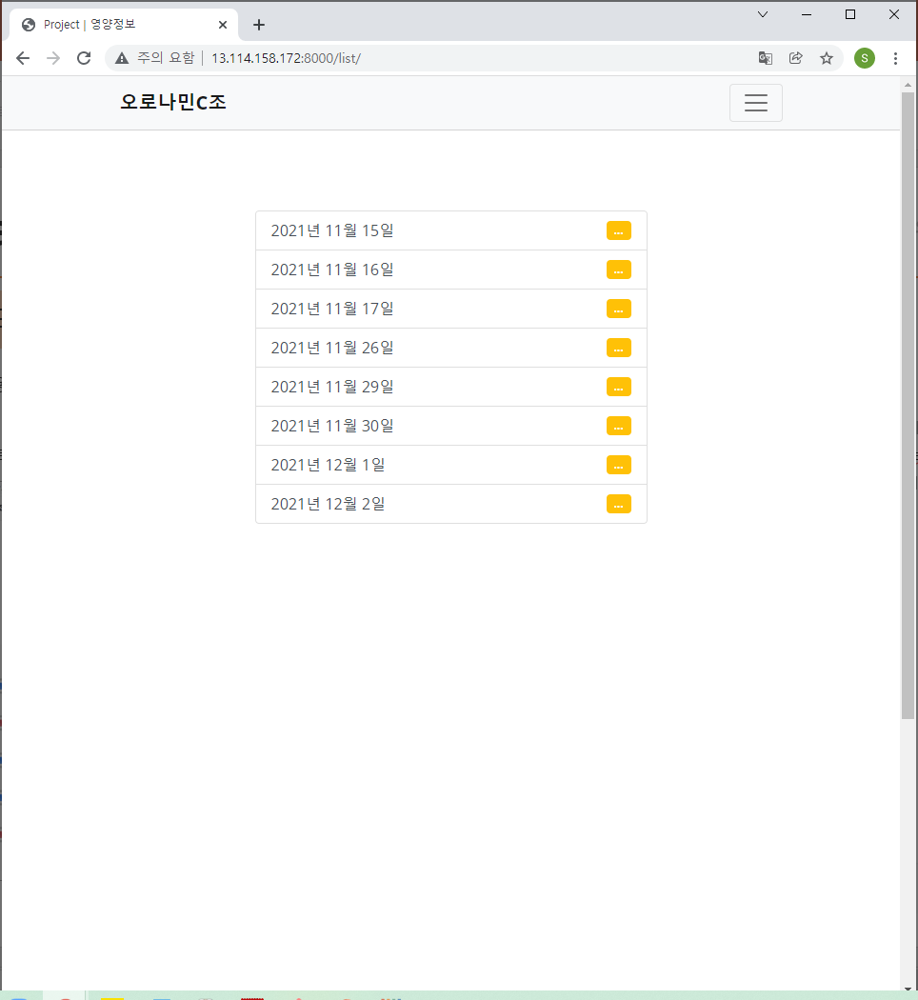 Project | 영양정보
주의 요함 | 13.114.158.172:8000/list/
S
오로나민C조
2021년 11월 15일 ...
2021년 11월 16일 ...
2021년 11월 17일 ...
2021년 11월 26일 ...
2021년 11월 29일 ...
2021년 11월 30일 ...
2021년 12월 1일 ...
2021년 12월 2일 ...